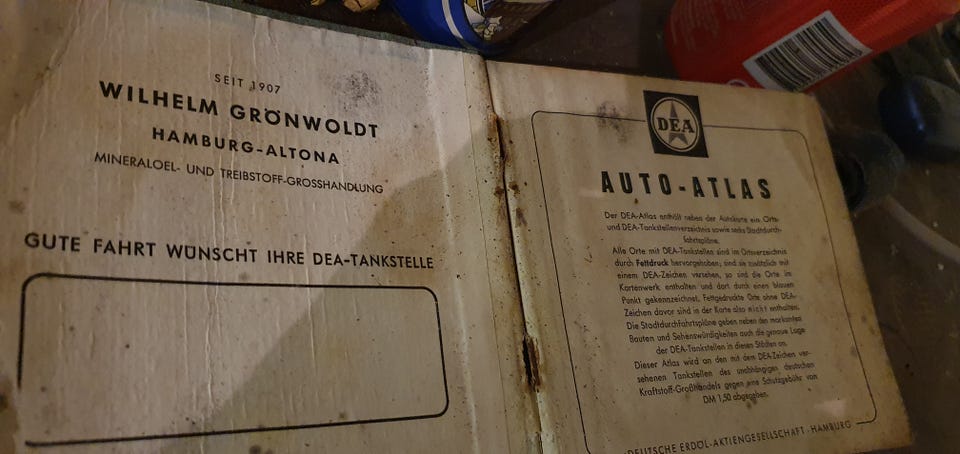 SEIT 1907
WILHELM GRÖNWOLDT
HAMBURG-ALTONA
MINERALOEL- UND TREIBSTOFF-GROSSHANDLUNG
GUTE FAHRT WÜNSCHT IHRE DEA-TANKSTELLE
DEA
AUTO-ATLAS
Der DEA-Atlas enthält neben der Autokarte ein Orts-
und DEA-Tankstellenverzeichnis sowie sechs Stadtdurch-
fahrtspläne.
Alle Orte mit DEA-Tankstellen sind im Ortsverzeichnis
durch Fettdruck hervorgehoben; sind sie zusätzlich mit
einem DEA-Zeichen versehen, so sind die Orte im
Kartenwerk enthalten und dort durch einen blauen
Punkt gekennzeichnet. Fettgedruckte Orte ohne DEA-
Zeichen davor sind in der Karte also nicht enthalten.
Die Stadtdurchfahrtspläne geben neben den markanten
Bauten und Sehenswürdigkeiten auch die genaue Lage
der DEA-Tankstellen in diesen Städten an.
Dieser Atlas wird an den mit dem DEA-Zeichen ver-
sehenen Tankstellen des unabhängigen deutschen
Kraftstoff-Großhandels gegen eine Schutzgebühr von
DM 1,50 abgegeben.
DEUTSCHE ERDÖL-AKTIENGESELLSCHAFT · HAMBURG